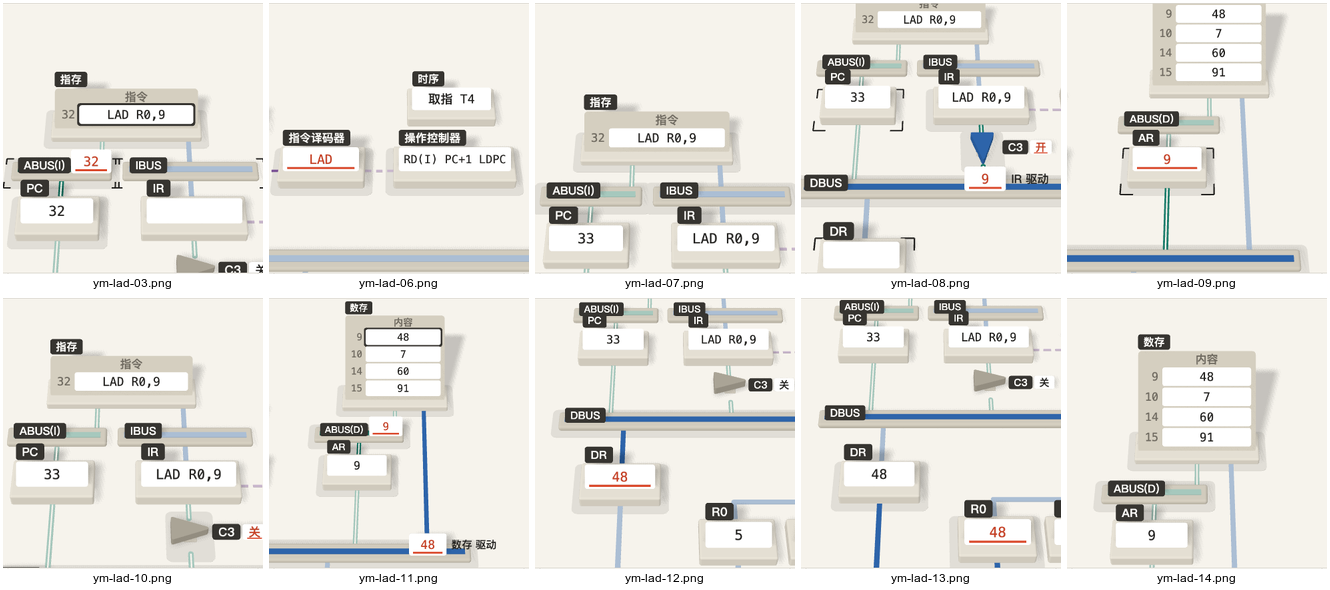 指存
指令
32 LAD R0,9
ABUS(I) 32
IBUS
PC
IR
32
C3 关
ym-lad-03.png
时序
取指 T4
指令译码器
操作控制器
LAD
RD(I) PC+1 LDPC
ym-lad-06.png
指存
指令
32 LAD R0,9
ABUS(I)
IBUS
PC
IR
33
LAD R0,9
ym-lad-07.png
指令
32 LAD R0,9
ABUS(I)
IBUS
PC
IR
33
LAD R0,9
C3 开
DBUS
9 IR 驱动
DR
ym-lad-08.png
9 48
10 7
14 60
15 91
ABUS(D)
AR
9
ym-lad-09.png
指存
指令
32 LAD R0,9
ABUS(I)
IBUS
PC
IR
33
LAD R0,9
C3 关
ym-lad-10.png
数存
内容
9 48
10 7
14 60
15 91
ABUS(D) 9
AR
9
48 数存 驱动
ym-lad-11.png
ABUS(I)
IBUS
PC
IR
33
LAD R0,9
C3 关
DBUS
DR
48
R0
5
ym-lad-12.png
ABUS(I)
IBUS
PC
IR
33
LAD R0,9
C3 关
DBUS
DR
48
R0
48
ym-lad-13.png
数存
内容
9 48
10 7
14 60
15 91
ABUS(D)
AR
9
ym-lad-14.png